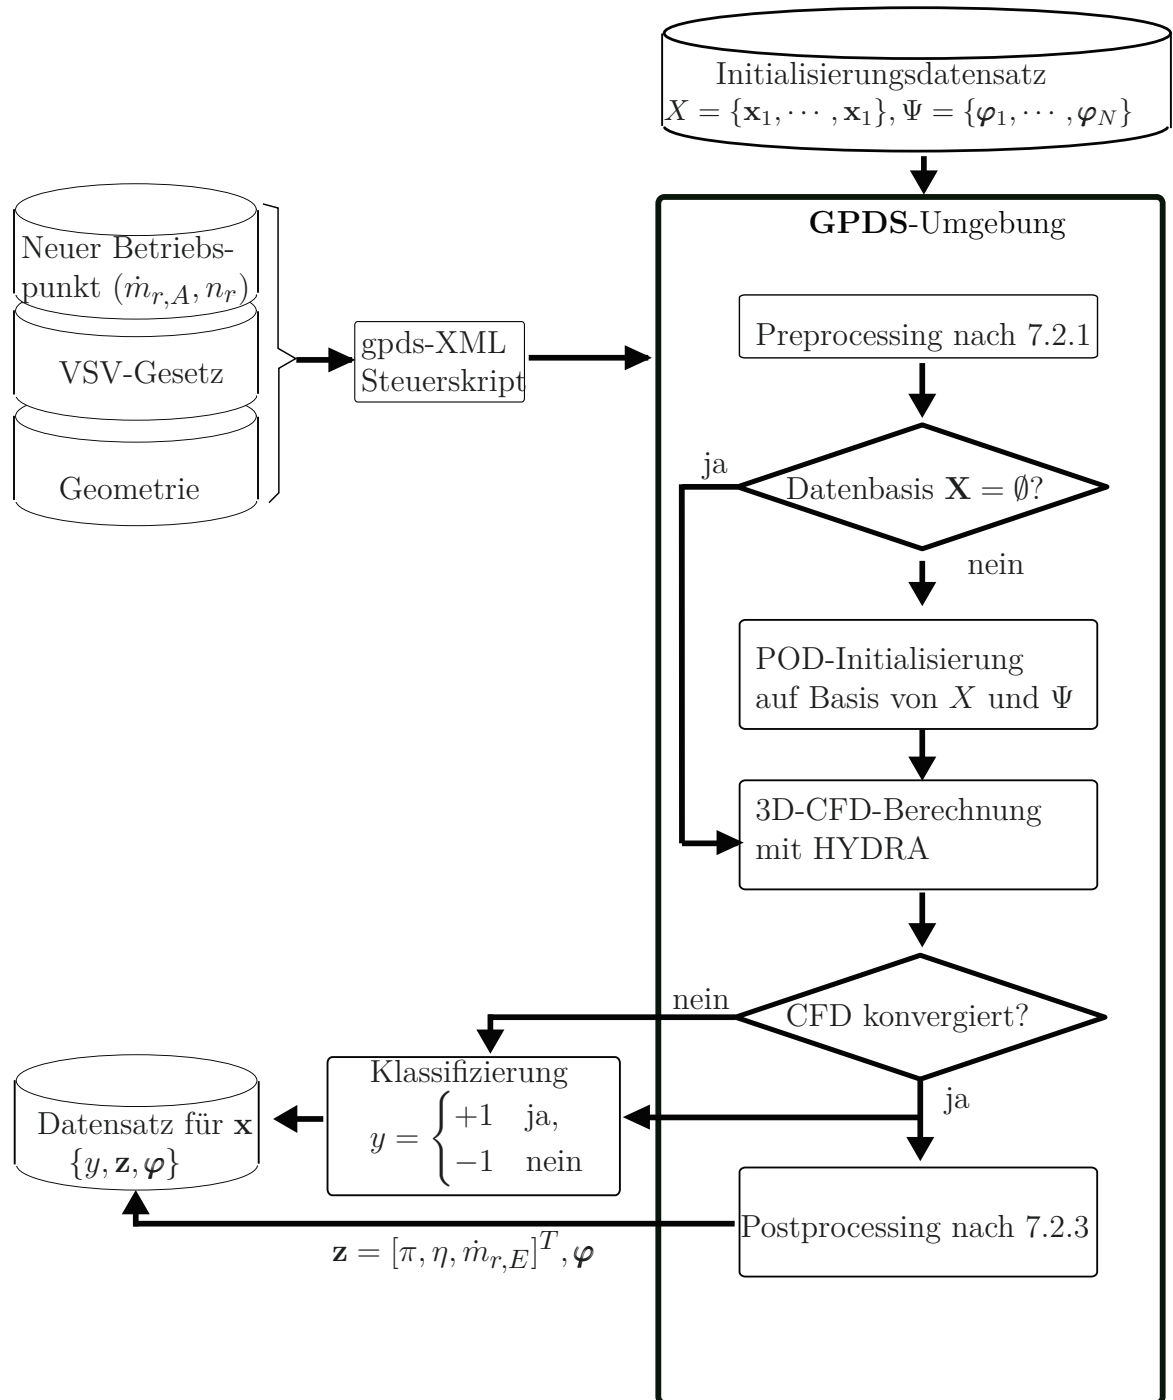 Initialisierungsdatensatz
X = {𝐱₁, ⋯ , 𝐱₁}, Ψ = {𝛗₁, ⋯ , 𝛗_N}
GPDS-Umgebung
Neuer Betriebs-
punkt (ṁ_{r,A}, n_r)
VSV-Gesetz
Geometrie
gpds-XML
Steuerskript
Preprocessing nach 7.2.1
ja
Datenbasis 𝐗 = ∅?
nein
POD-Initialisierung
auf Basis von X und Ψ
3D-CFD-Berechnung
mit HYDRA
nein
CFD konvergiert?
ja
Klassifizierung
y = { +1 ja,
−1 nein
Datensatz für 𝐱
{y, 𝐳, 𝛗}
Postprocessing nach 7.2.3
𝐳 = [π, η, ṁ_{r,E}]^T, 𝛗